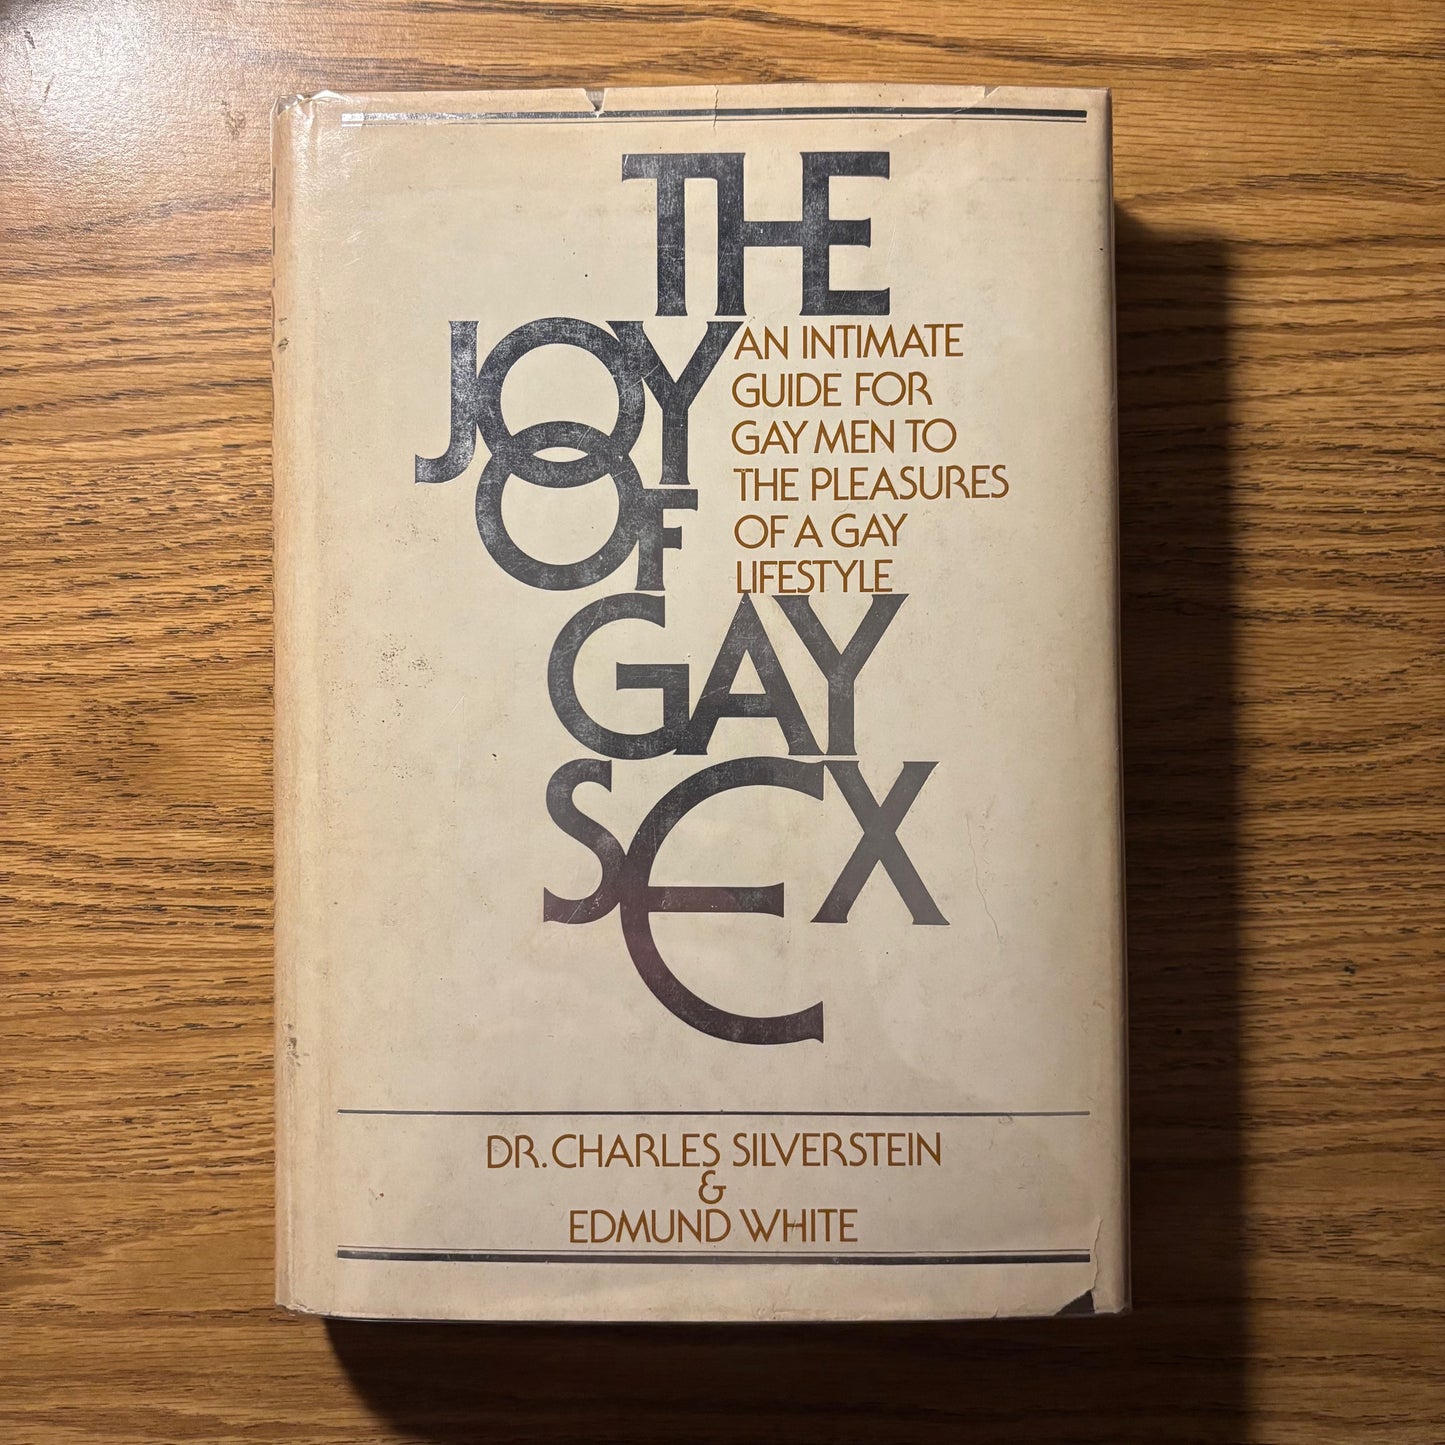 THE
JOY
OF
AN INTIMATE
GUIDE FOR
GAY MEN TO
THE PLEASURES
OF A GAY
LIFESTYLE
GAY
SEX
DR. CHARLES SILVERSTEIN
&
EDMUND WHITE